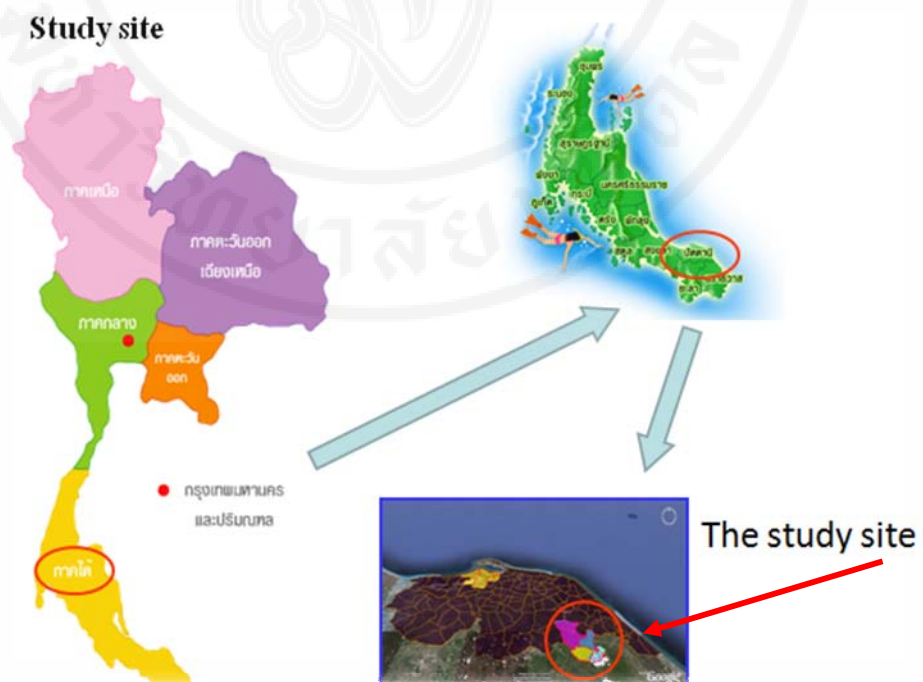 Study site
ภาคเหนือ
ภาคตะวันออก
เฉียงเหนือ
ภาคกลาง
ภาคตะวัน
ออก
กรุงเทพมหานคร
และปริมณฑล
ภาคใต้
ชุมพร
ระนอง
สุราษฎร์ธานี
พังงา
กระบี่
นครศรีธรรมราช
ภูเก็ต
ตรัง
พัทลุง
สตูล
สงขลา
ปัตตานี
ยะลา
The study site
Google